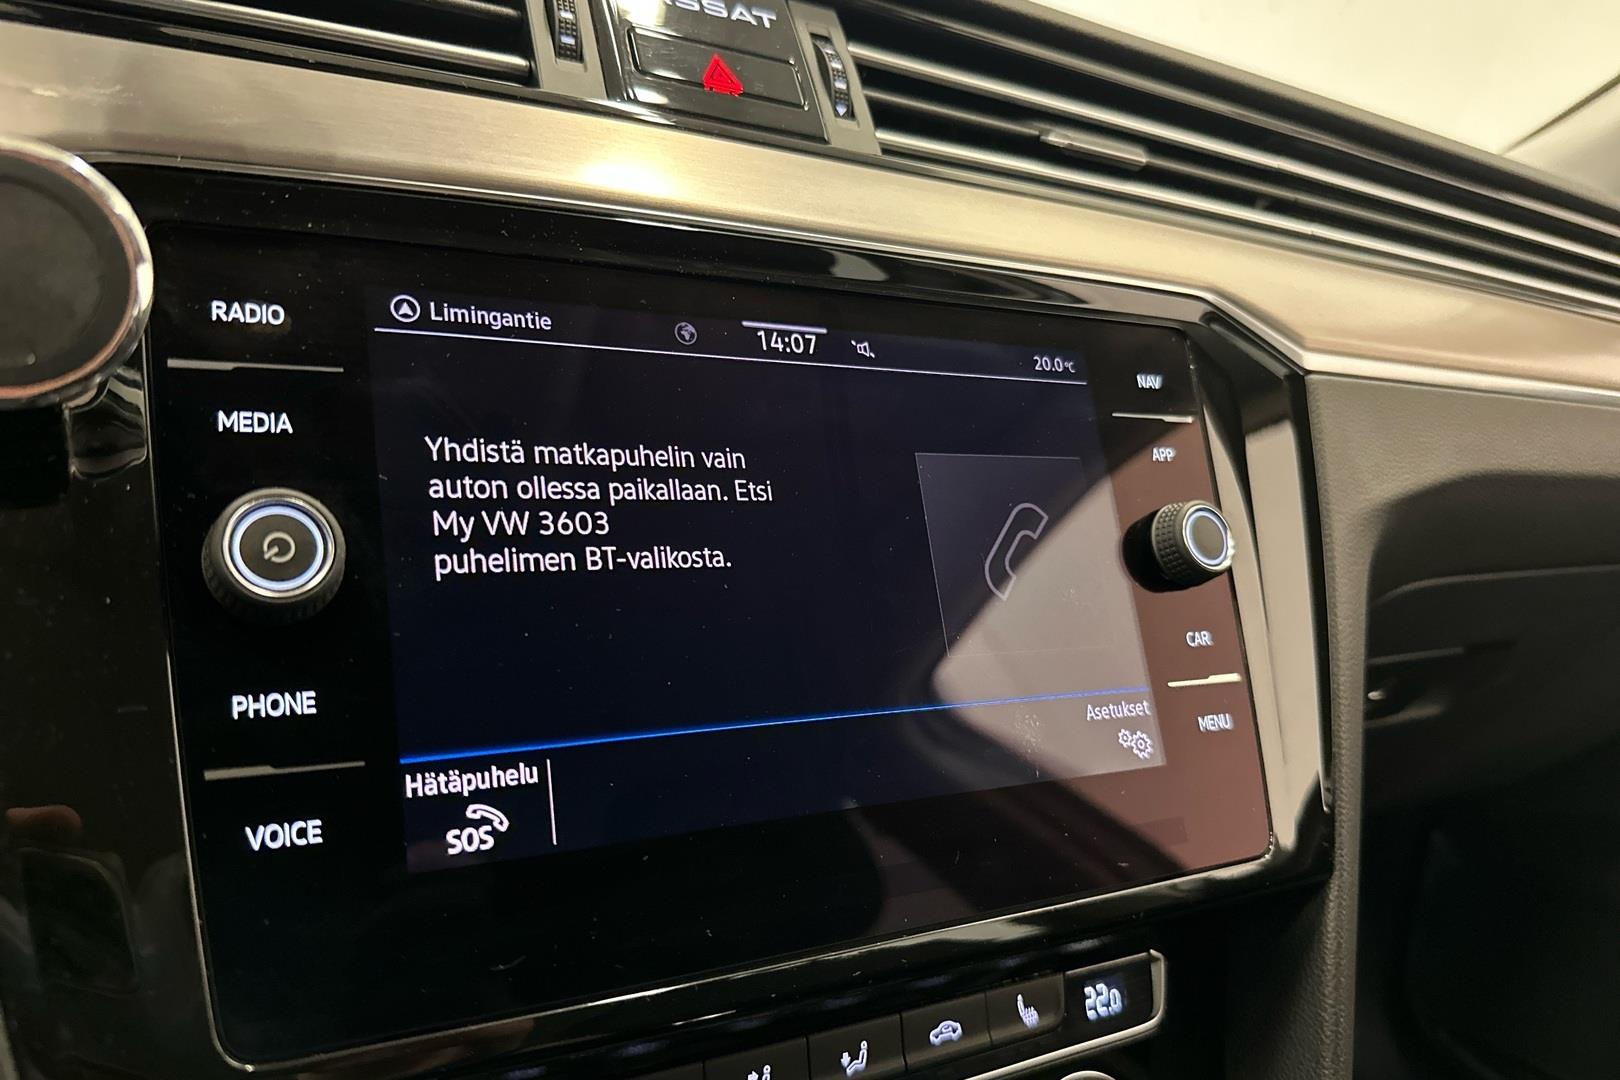 RADIO
MEDIA
PHONE
VOICE
Limingantie
14:07
20.0°C
Yhdistä matkapuhelin vain
auton ollessa paikallaan. Etsi
My VW 3603
puhelimen BT-valikosta.
Asetukset
Hätäpuhelu
SOS
NAV
APP
CAR
MENU
22.0